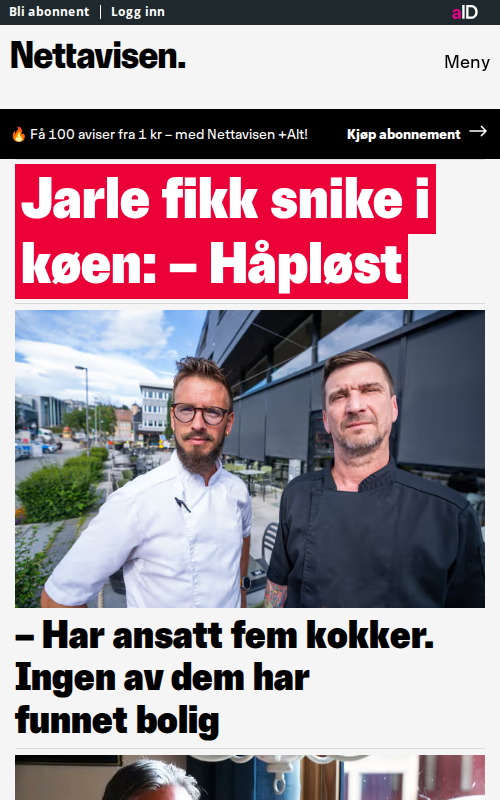 Bli abonnent | Logg inn
aID
Nettavisen.
Meny
🔥 Få 100 aviser fra 1 kr – med Nettavisen +Alt!
Kjøp abonnement →
Jarle fikk snike i
køen: – Håpløst
– Har ansatt fem kokker.
Ingen av dem har
funnet bolig